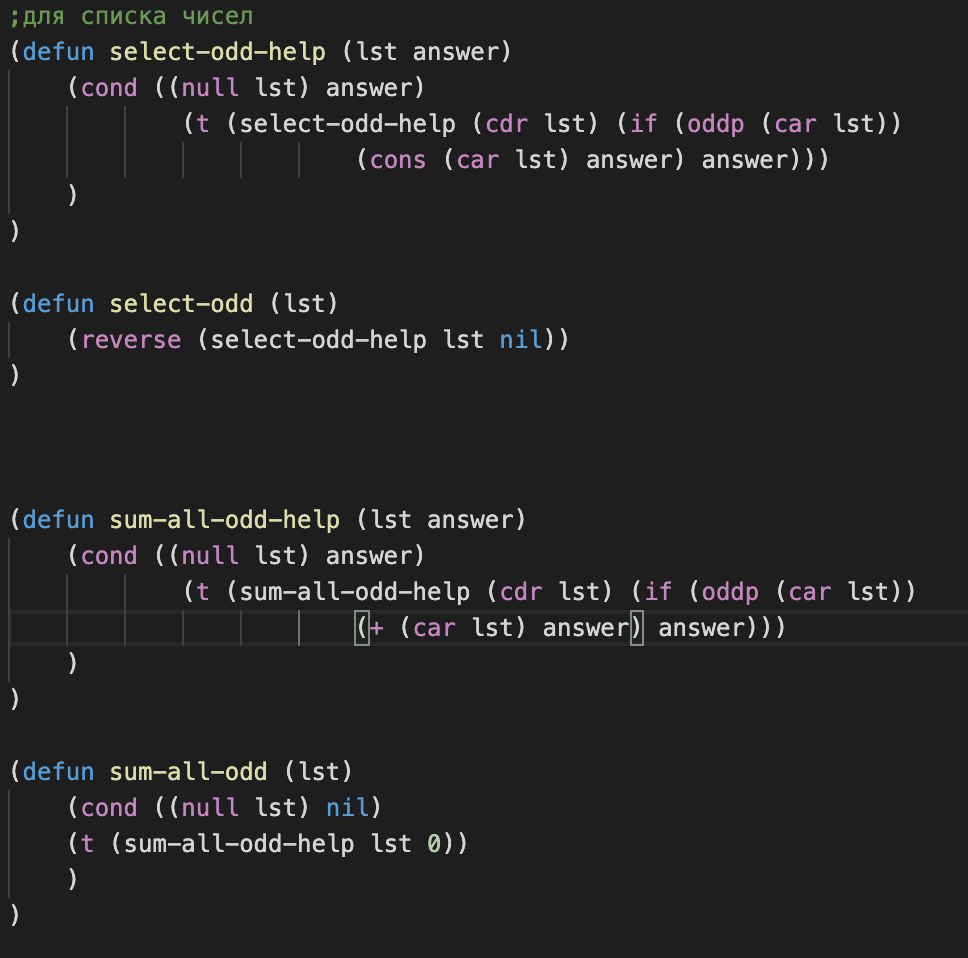 ;для списка чисел
(defun select-odd-help (lst answer)
    (cond ((null lst) answer)
            (t (select-odd-help (cdr lst) (if (oddp (car lst))
                        (cons (car lst) answer) answer)))
    )
)
(defun select-odd (lst)
    (reverse (select-odd-help lst nil))
)
(defun sum-all-odd-help (lst answer)
    (cond ((null lst) answer)
            (t (sum-all-odd-help (cdr lst) (if (oddp (car lst))
                        (+ (car lst) answer) answer)))
    )
)
(defun sum-all-odd (lst)
    (cond ((null lst) nil)
    (t (sum-all-odd-help lst 0))
    )
)